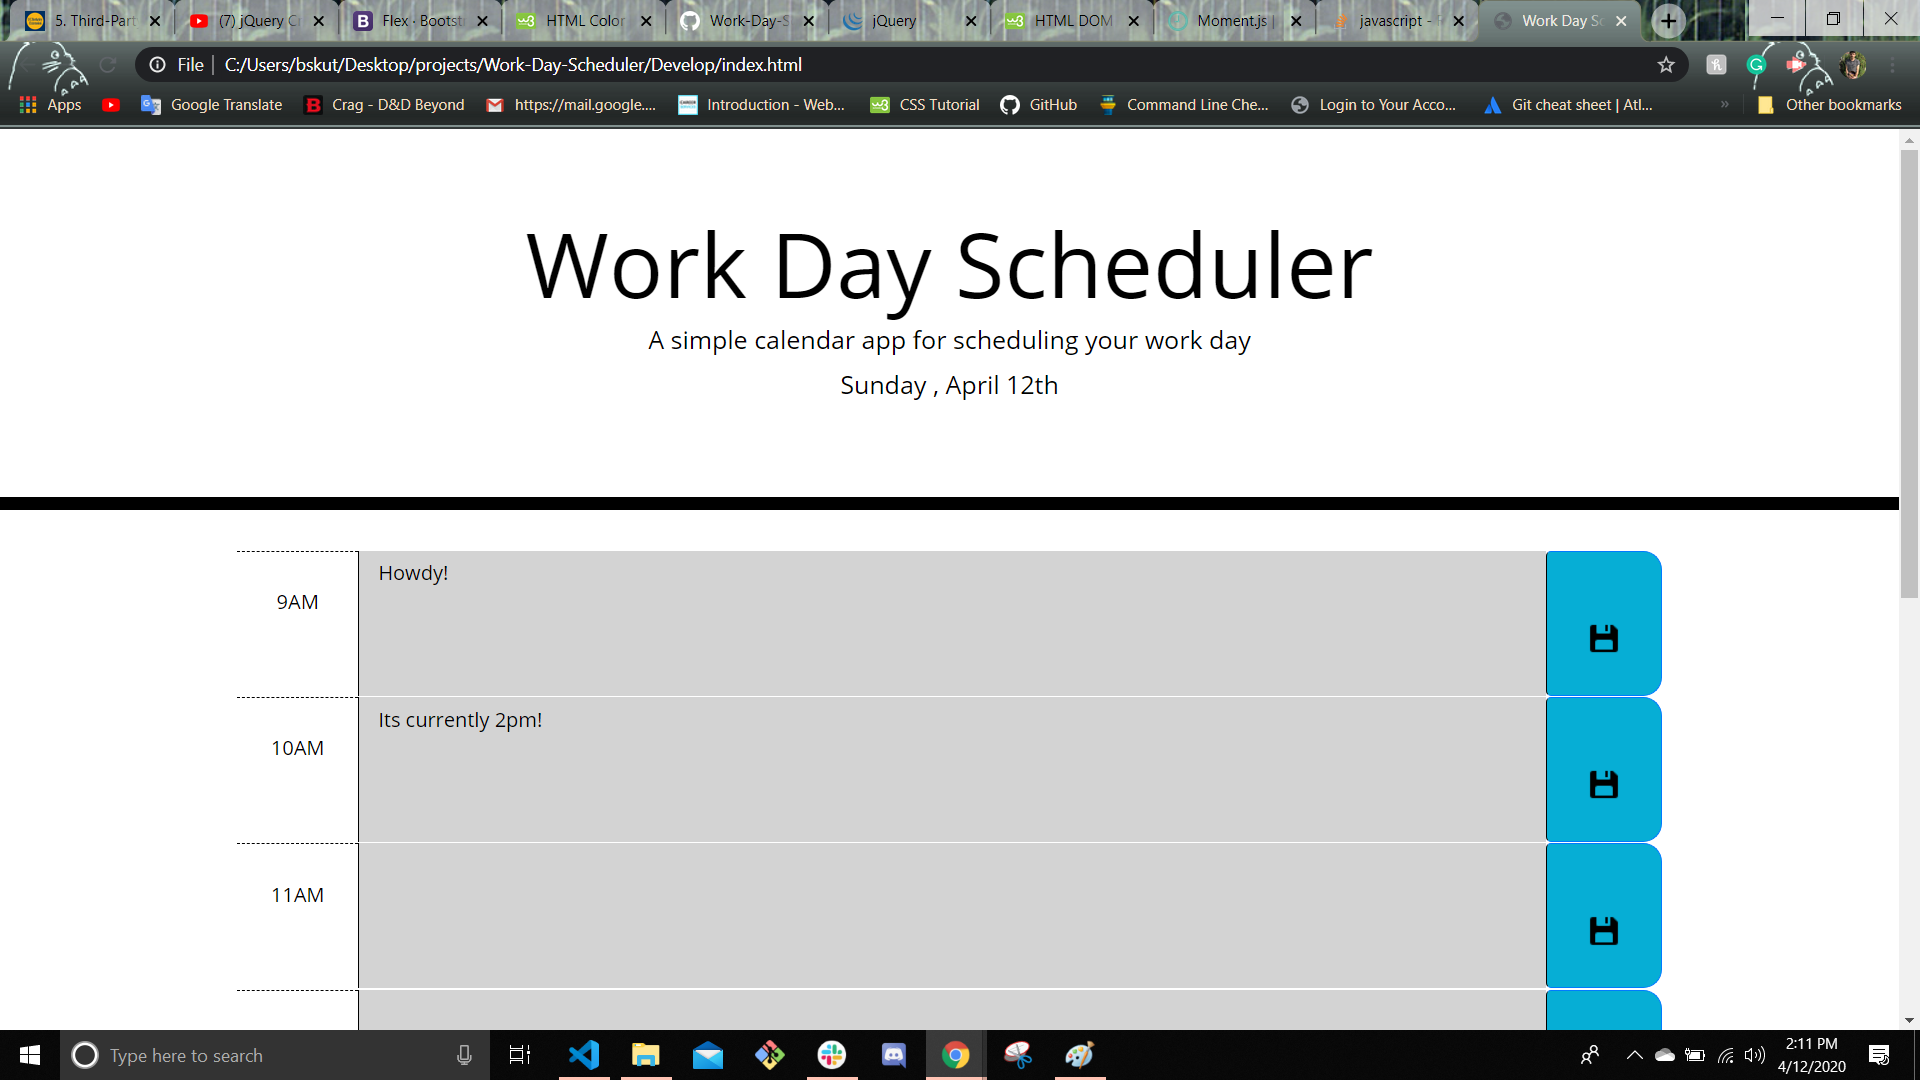 5. Third-Part
(7) jQuery Cr
Flex · Bootst
HTML Color
Work-Day-S
jQuery
HTML DOM
Moment.js |
javascript -
Work Day Sc
File
C:/Users/bskut/Desktop/projects/Work-Day-Scheduler/Develop/index.html
Apps
Google Translate
Crag - D&D Beyond
https://mail.google....
Introduction - Web...
CSS Tutorial
GitHub
Command Line Che...
Login to Your Acco...
Git cheat sheet | Atl...
»
Other bookmarks
Work Day Scheduler
A simple calendar app for scheduling your work day
Sunday , April 12th
9AM
Howdy!
10AM
Its currently 2pm!
11AM
Type here to search
2:11 PM
4/12/2020